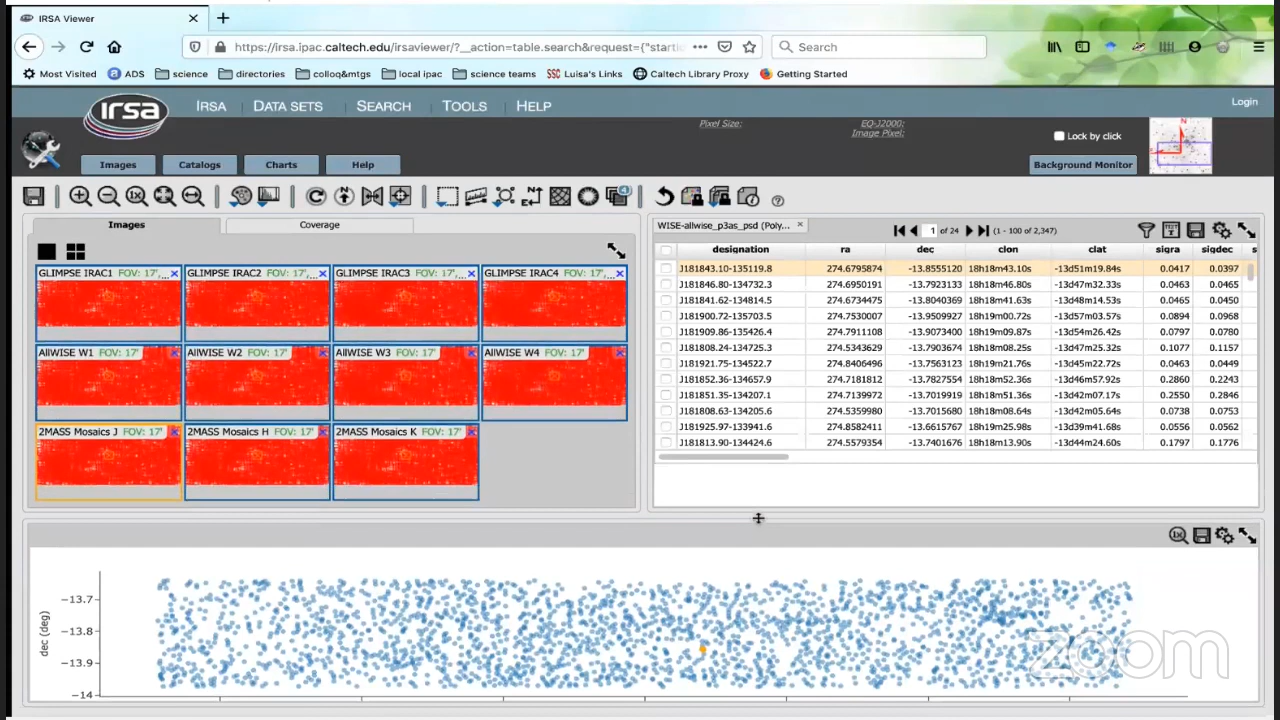 IRSA Viewer
https://irsa.ipac.caltech.edu/irsaviewer/?__action=table.search&request={"startIc
Search
Most Visited ADS science directories colloq&mtgs local ipac science teams Luisa's Links Caltech Library Proxy Getting Started
irsa IRSA DATA SETS SEARCH TOOLS HELP Login
Pixel Size: EQ-J2000:
Image Pixel:
Lock by click
Images Catalogs Charts Help Background Monitor
Images Coverage
WISE-allwise_p3as_psd (Poly...
1 of 24 (1 - 100 of 2,347)
GLIMPSE IRAC1 FOV: 17',... GLIMPSE IRAC2 FOV: 17',... GLIMPSE IRAC3 FOV: 17',... GLIMPSE IRAC4 FOV: 17',...
AllWISE W1 FOV: 17' AllWISE W2 FOV: 17' AllWISE W3 FOV: 17' AllWISE W4 FOV: 17'
2MASS Mosaics J FOV: 17' 2MASS Mosaics H FOV: 17' 2MASS Mosaics K FOV: 17'
designation ra dec clon clat sigra sigdec s
J181843.10-135119.8 274.6795874 -13.8555120 18h18m43.10s -13d51m19.84s 0.0417 0.0397
J181846.80-134732.3 274.6950191 -13.7923133 18h18m46.80s -13d47m32.33s 0.0463 0.0465
J181841.62-134814.5 274.6734475 -13.8040369 18h18m41.63s -13d48m14.53s 0.0465 0.0450
J181900.72-135703.5 274.7530007 -13.9509927 18h19m00.72s -13d57m03.57s 0.0894 0.0968
J181909.86-135426.4 274.7911108 -13.9073400 18h19m09.87s -13d54m26.42s 0.0797 0.0780
J181808.24-134725.3 274.5343629 -13.7903674 18h18m08.25s -13d47m25.32s 0.1077 0.1157
J181921.75-134522.7 274.8406496 -13.7563121 18h19m21.76s -13d45m22.72s 0.0463 0.0449
J181852.36-134657.9 274.7181812 -13.7827554 18h18m52.36s -13d46m57.92s 0.2860 0.2243
J181851.35-134207.1 274.7139972 -13.7019919 18h18m51.36s -13d42m07.17s 0.2550 0.2846
J181808.63-134205.6 274.5359980 -13.7015680 18h18m08.64s -13d42m05.64s 0.0738 0.0753
J181925.97-133941.6 274.8582411 -13.6615767 18h19m25.98s -13d39m41.68s 0.0556 0.0562
J181813.90-134424.6 274.5579354 -13.7401676 18h18m13.90s -13d44m24.60s 0.1797 0.1776
dec (deg)
−13.7
−13.8
−13.9
−14
zoom